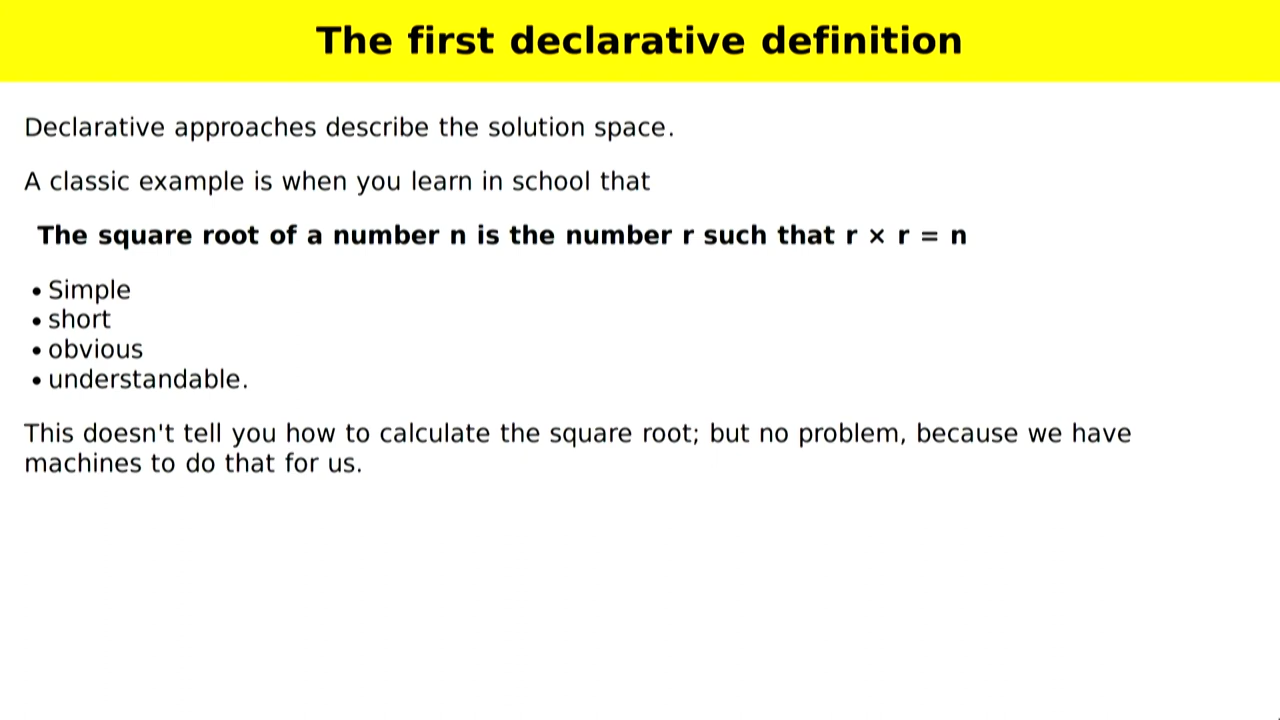 The first declarative definition
Declarative approaches describe the solution space.
A classic example is when you learn in school that
The square root of a number n is the number r such that r × r = n
• Simple
• short
• obvious
• understandable.
This doesn't tell you how to calculate the square root; but no problem, because we have
machines to do that for us.